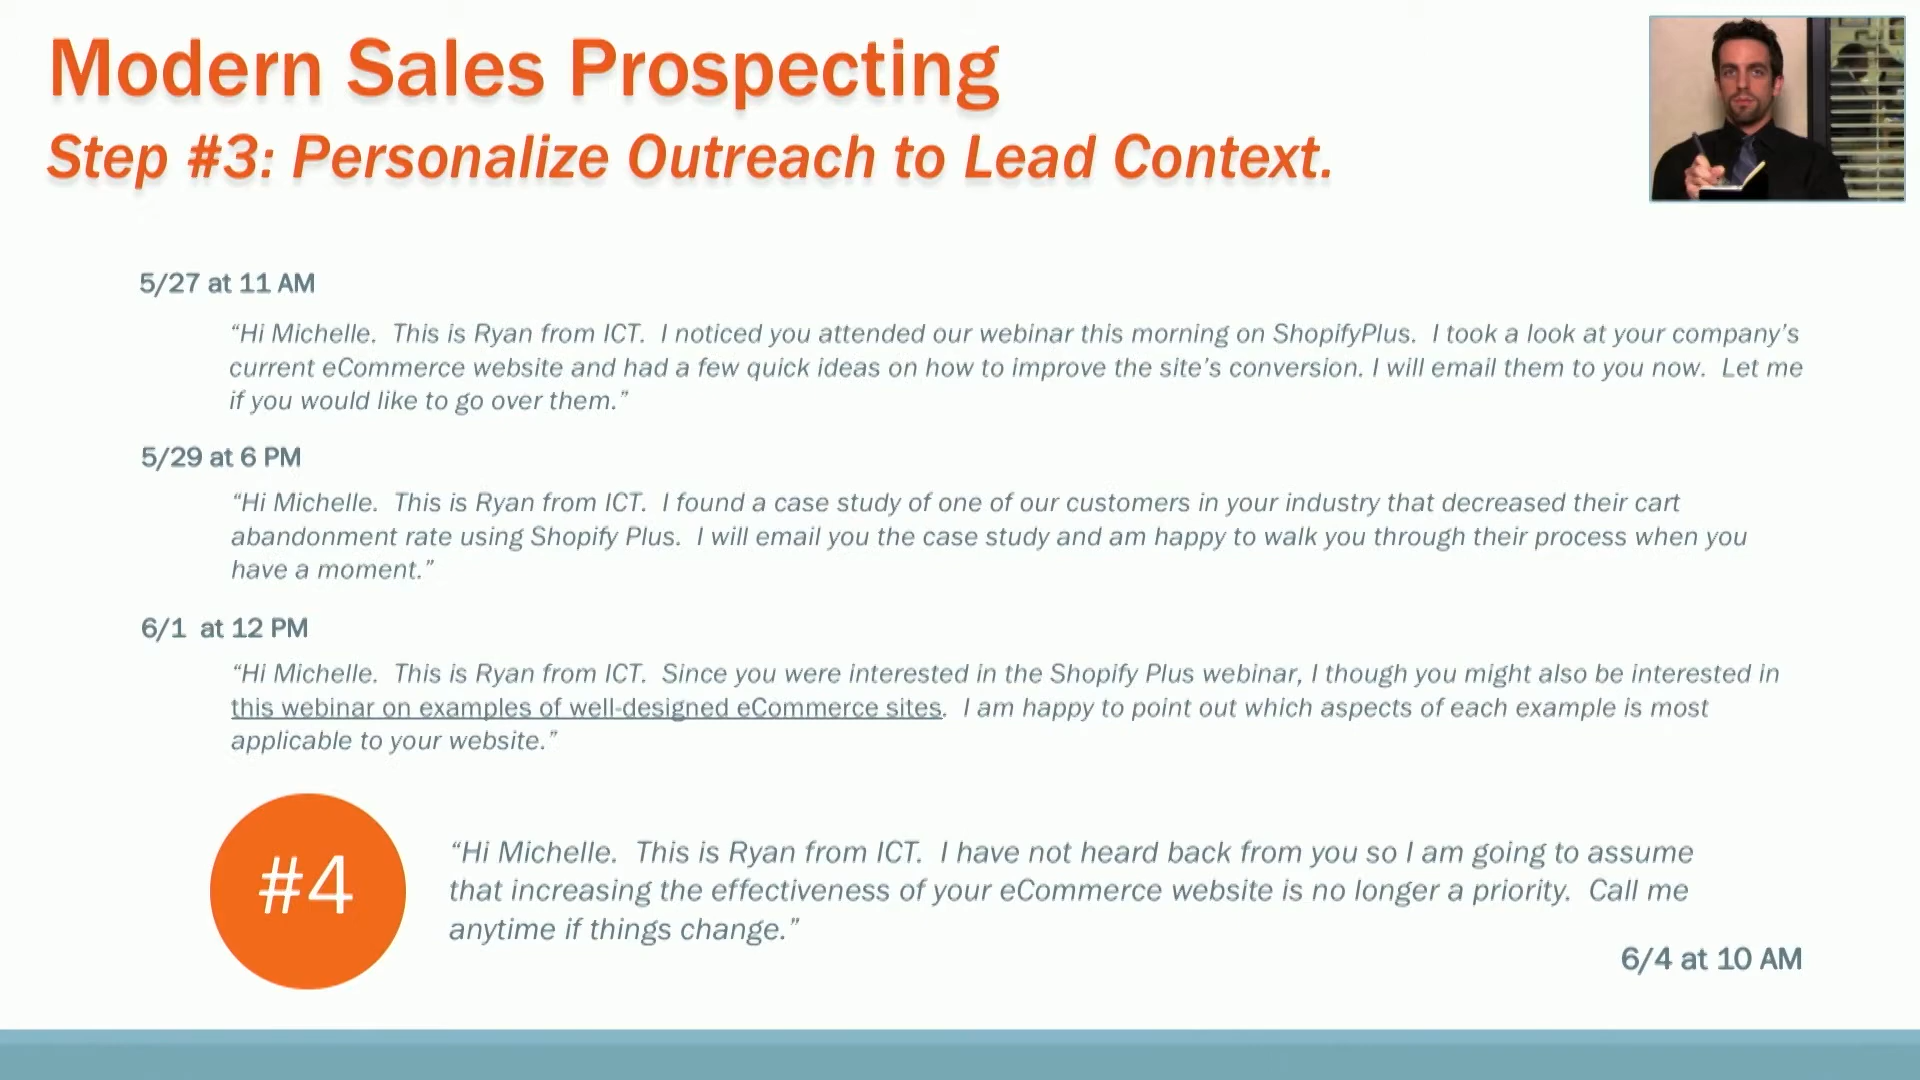 Modern Sales Prospecting
Step #3: Personalize Outreach to Lead Context.
5/27 at 11 AM
“Hi Michelle. This is Ryan from ICT. I noticed you attended our webinar this morning on ShopifyPlus. I took a look at your company’s
current eCommerce website and had a few quick ideas on how to improve the site’s conversion. I will email them to you now. Let me
if you would like to go over them.”
5/29 at 6 PM
“Hi Michelle. This is Ryan from ICT. I found a case study of one of our customers in your industry that decreased their cart
abandonment rate using Shopify Plus. I will email you the case study and am happy to walk you through their process when you
have a moment.”
6/1 at 12 PM
“Hi Michelle. This is Ryan from ICT. Since you were interested in the Shopify Plus webinar, I though you might also be interested in
this webinar on examples of well-designed eCommerce sites. I am happy to point out which aspects of each example is most
applicable to your website.”
#4
“Hi Michelle. This is Ryan from ICT. I have not heard back from you so I am going to assume
that increasing the effectiveness of your eCommerce website is no longer a priority. Call me
anytime if things change.”
6/4 at 10 AM